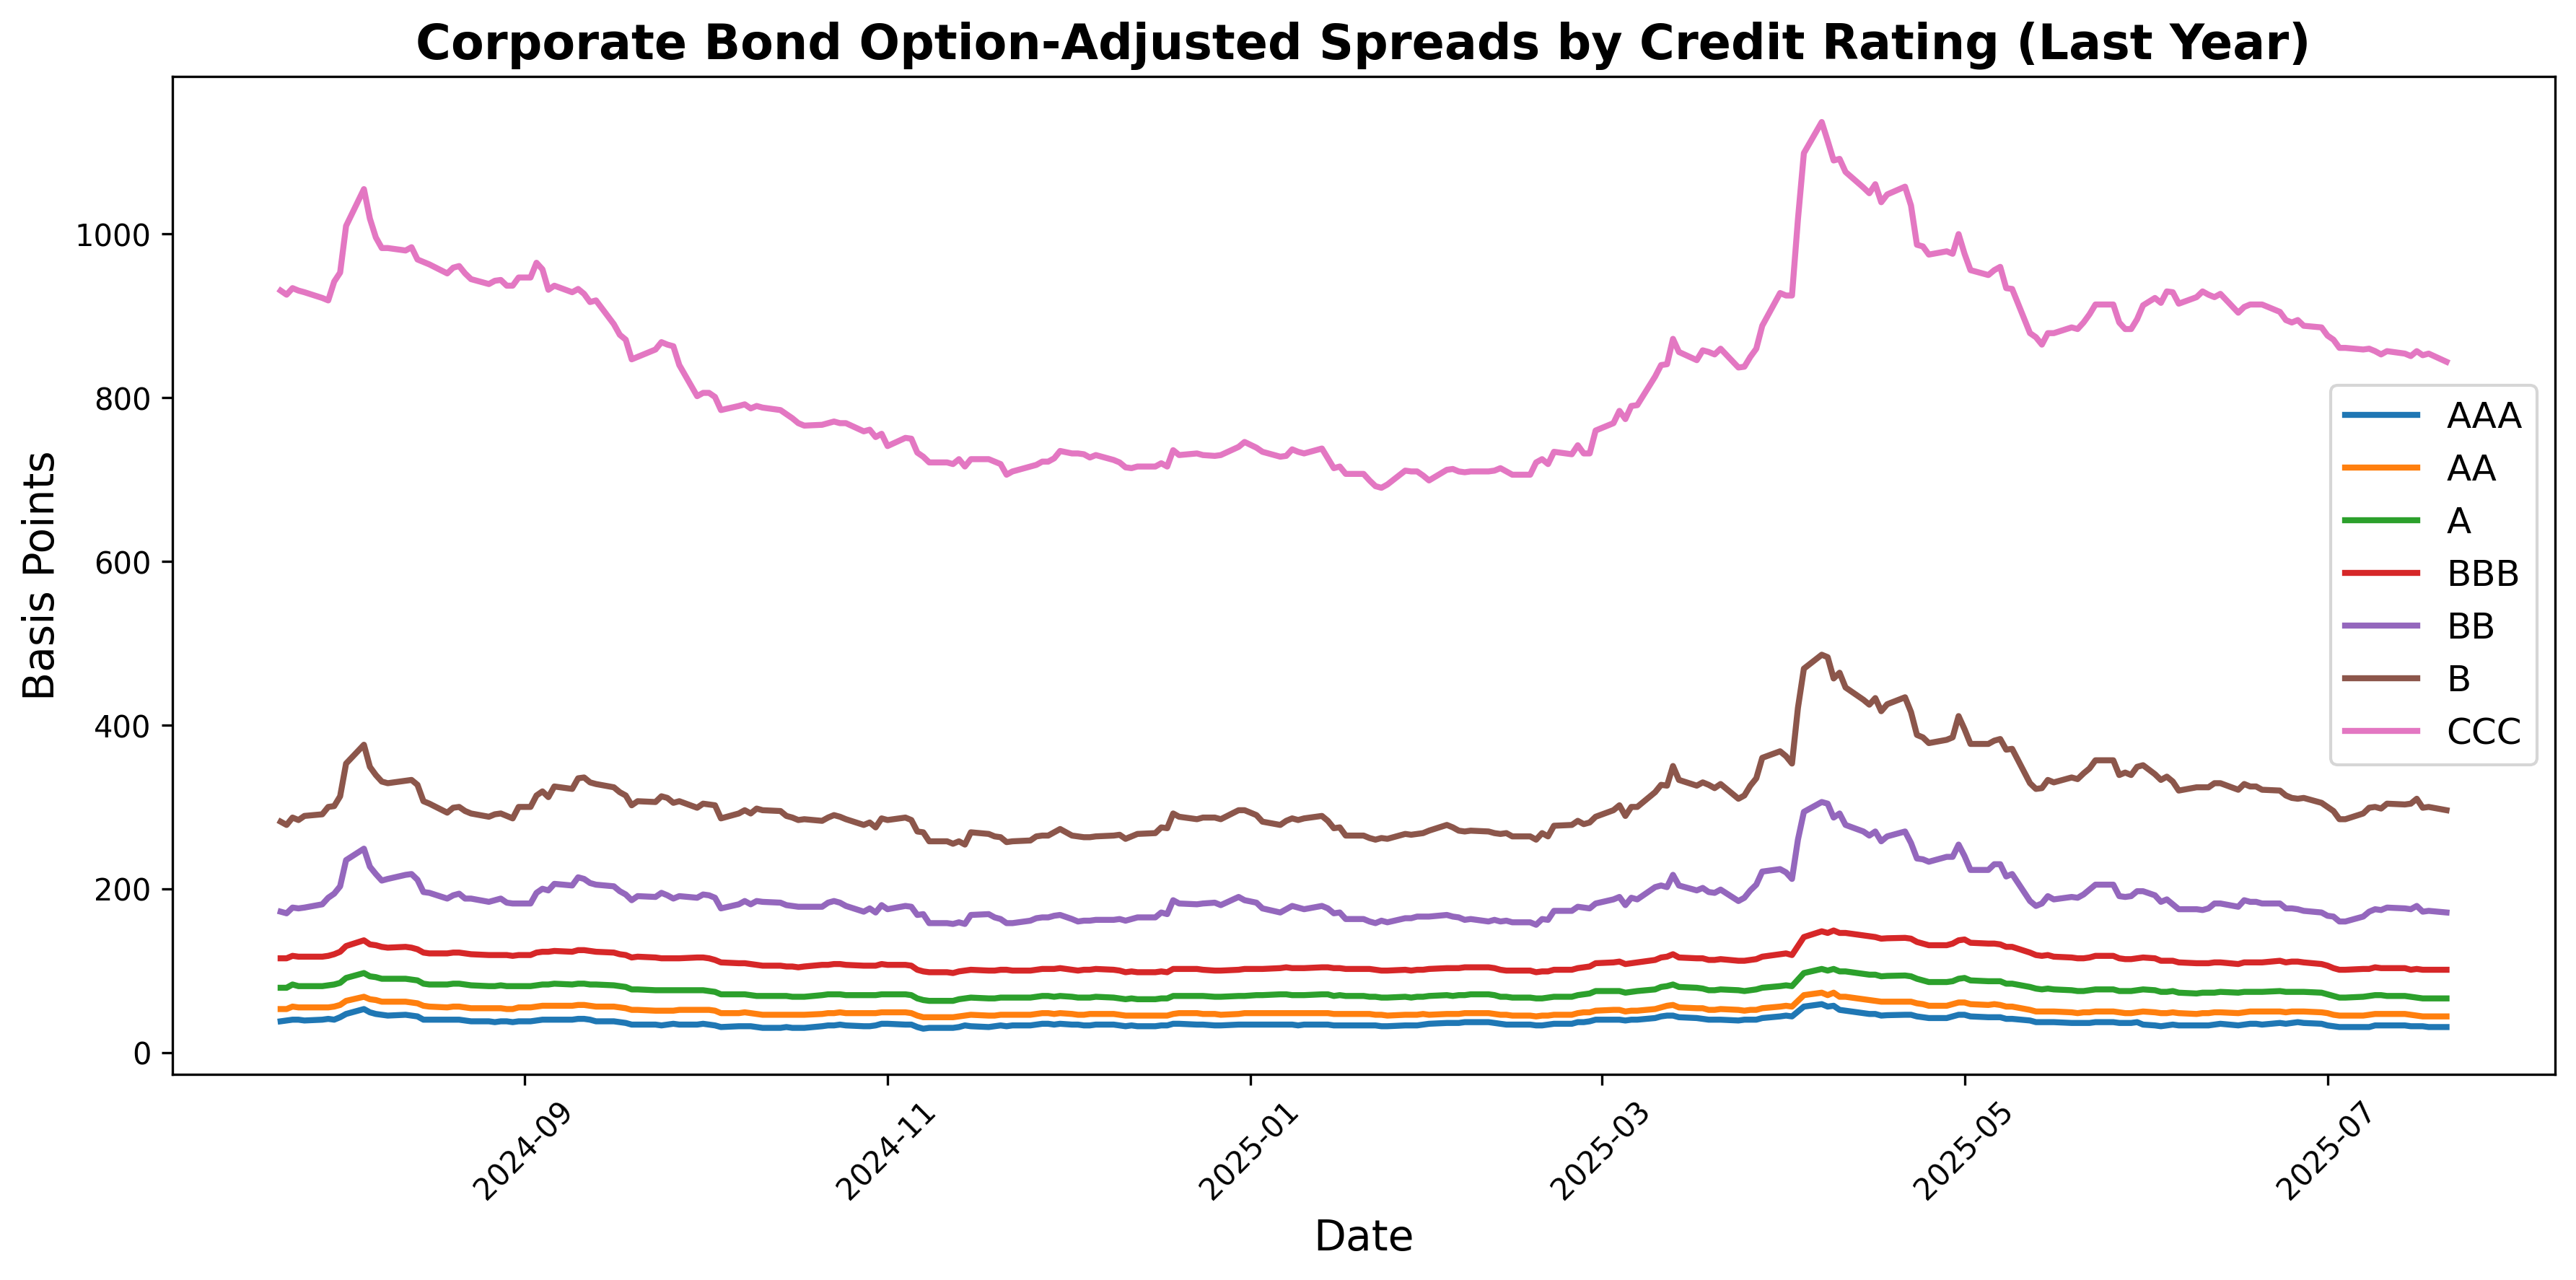 Corporate Bond Option-Adjusted Spreads by Credit Rating (Last Year)
Basis Points
1000
800
600
400
200
0
AAA
AA
A
BBB
BB
B
CCC
2024-09
2024-11
2025-01
2025-03
2025-05
2025-07
Date